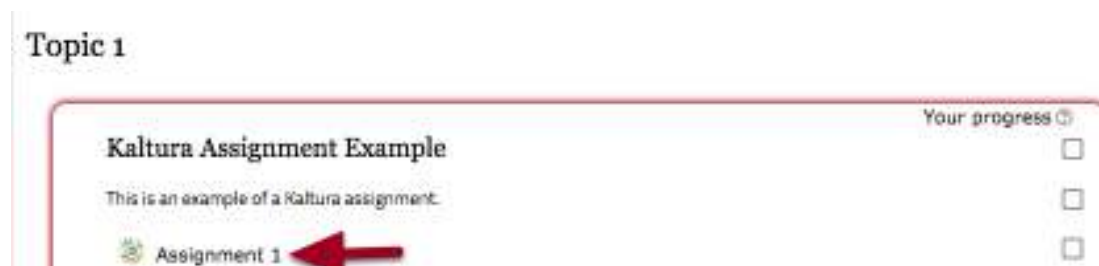 Topic 1
Your progress
Kaltura Assignment Example
This is an example of a Kaltura assignment.
Assignment 1